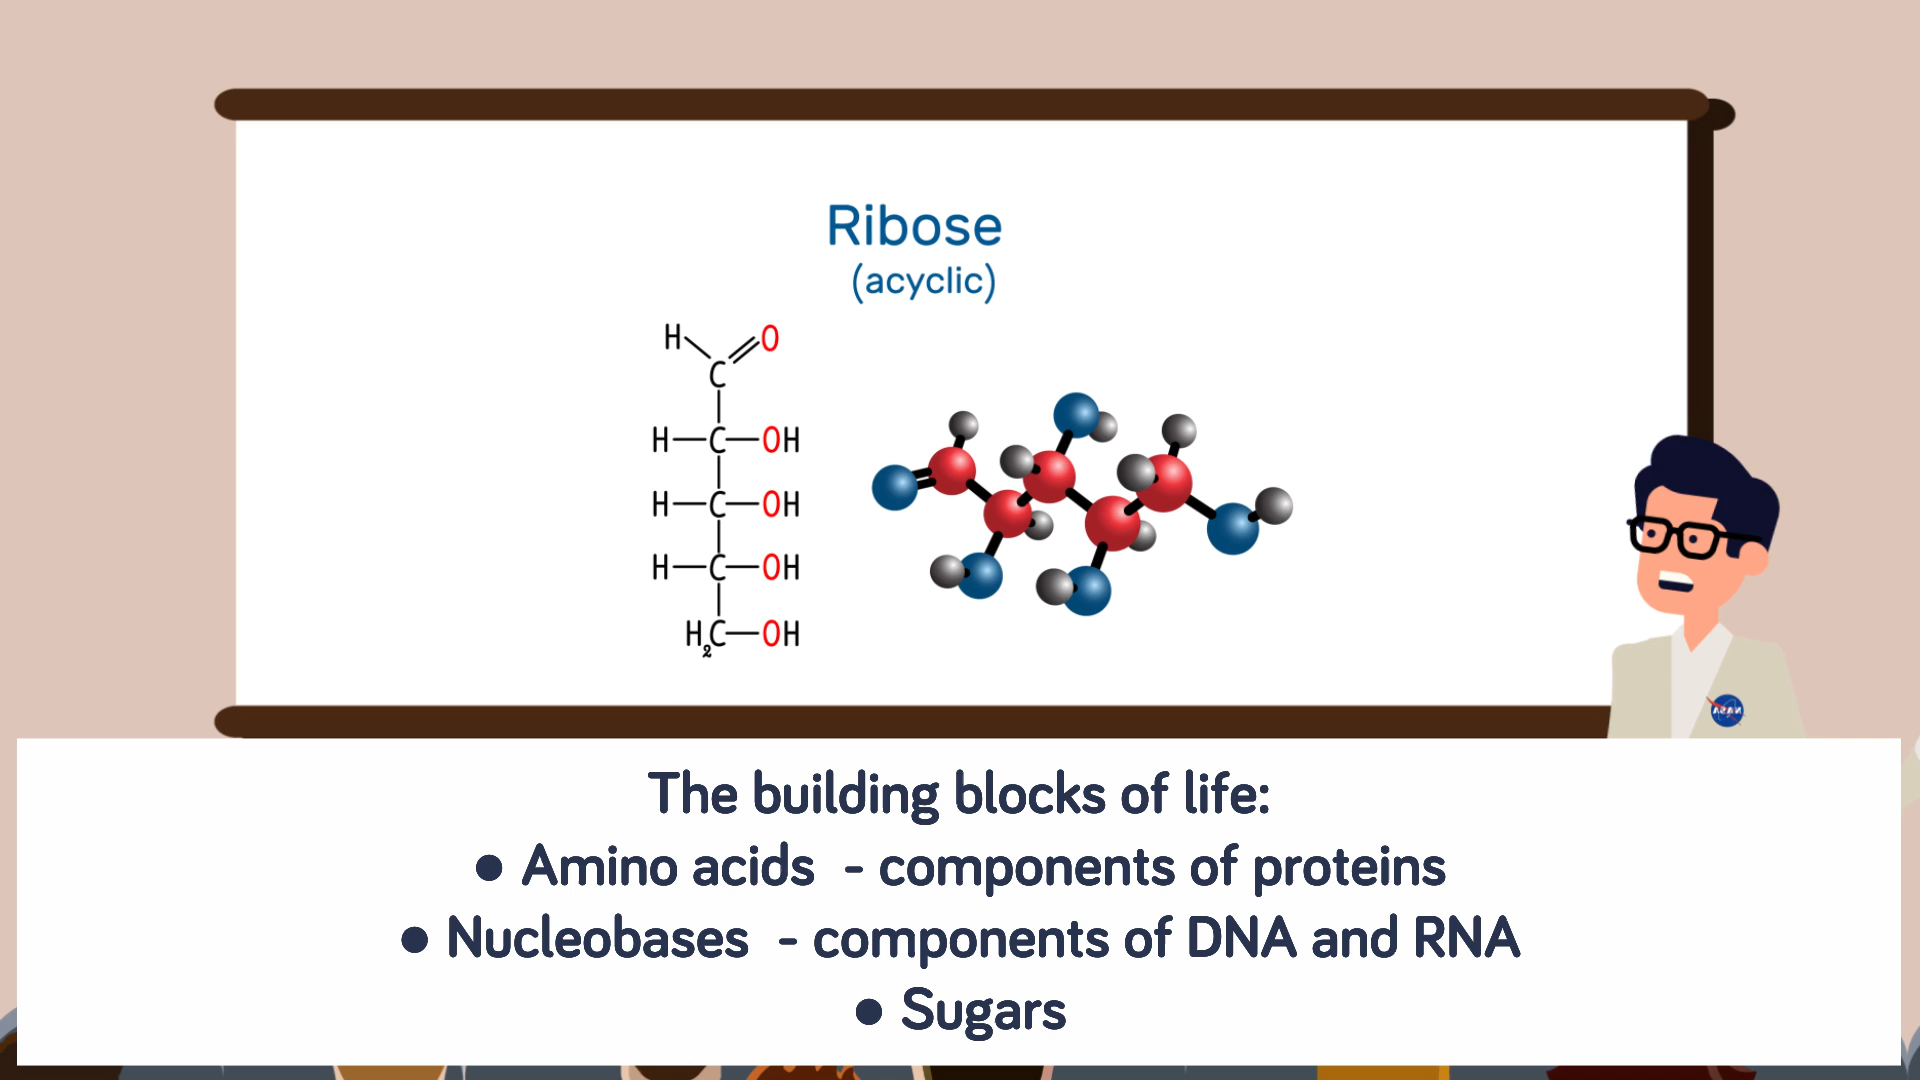 Ribose
(acyclic)
H O
C
H—C—OH
H—C—OH
H—C—OH
H₂C—OH
The building blocks of life:
● Amino acids - components of proteins
● Nucleobases - components of DNA and RNA
● Sugars